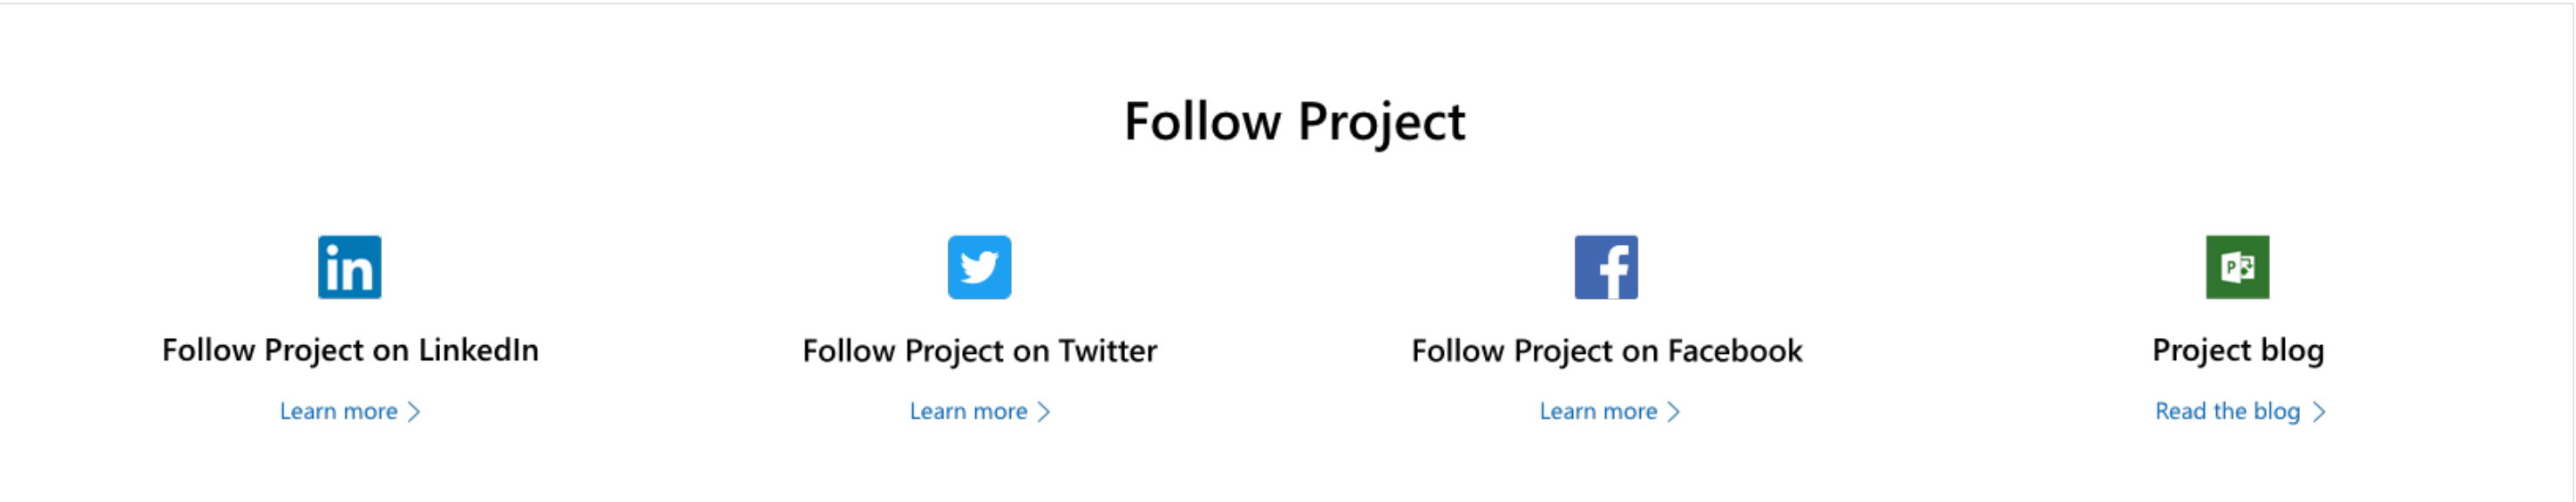 Follow Project
in
Follow Project on LinkedIn
Learn more
Follow Project on Twitter
Learn more
f
Follow Project on Facebook
Learn more
P
Project blog
Read the blog